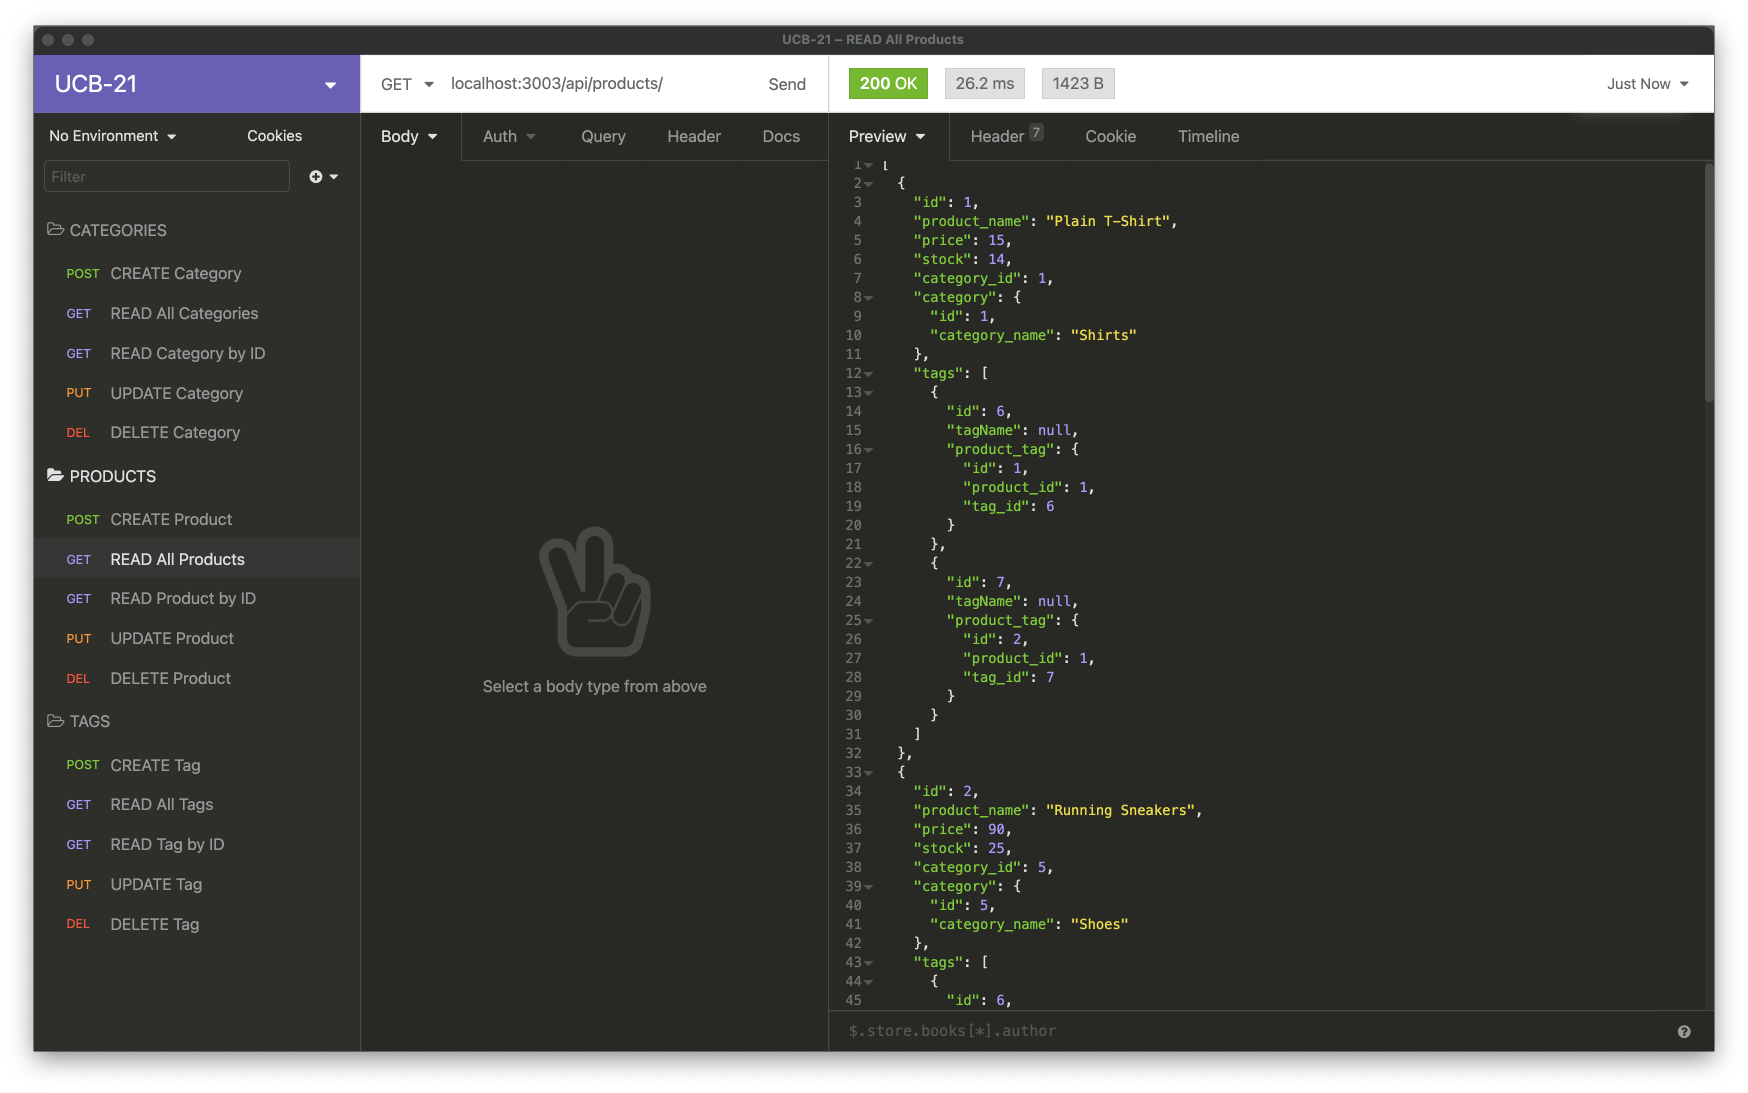 UCB-21 – READ All Products
UCB-21
GET localhost:3003/api/products/ Send
200 OK 26.2 ms 1423 B Just Now
No Environment Cookies
Filter
CATEGORIES
POST CREATE Category
GET READ All Categories
GET READ Category by ID
PUT UPDATE Category
DEL DELETE Category
PRODUCTS
POST CREATE Product
GET READ All Products
GET READ Product by ID
PUT UPDATE Product
DEL DELETE Product
TAGS
POST CREATE Tag
GET READ All Tags
GET READ Tag by ID
PUT UPDATE Tag
DEL DELETE Tag
Body Auth Query Header Docs
Select a body type from above
Preview Header 7 Cookie Timeline
1 [
2 {
3 "id": 1,
4 "product_name": "Plain T-Shirt",
5 "price": 15,
6 "stock": 14,
7 "category_id": 1,
8 "category": {
9 "id": 1,
10 "category_name": "Shirts"
11 },
12 "tags": [
13 {
14 "id": 6,
15 "tagName": null,
16 "product_tag": {
17 "id": 1,
18 "product_id": 1,
19 "tag_id": 6
20 }
21 },
22 {
23 "id": 7,
24 "tagName": null,
25 "product_tag": {
26 "id": 2,
27 "product_id": 1,
28 "tag_id": 7
29 }
30 }
31 ]
32 },
33 {
34 "id": 2,
35 "product_name": "Running Sneakers",
36 "price": 90,
37 "stock": 25,
38 "category_id": 5,
39 "category": {
40 "id": 5,
41 "category_name": "Shoes"
42 },
43 "tags": [
44 {
45 "id": 6,
$.store.books[*].author